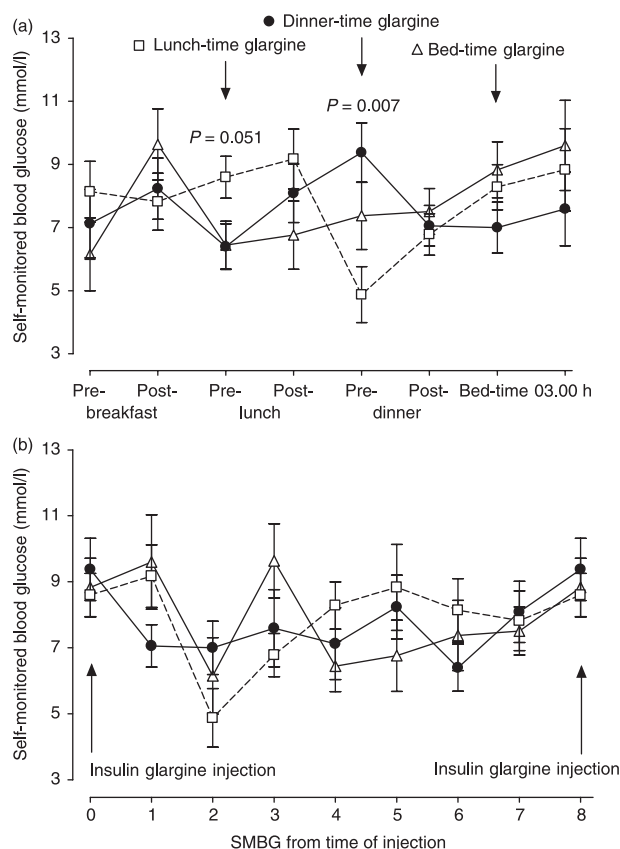 (a)
Dinner-time glargine
Lunch-time glargine
Bed-time glargine
P = 0.051
P = 0.007
Self-monitored blood glucose (mmol/l)
13
11
9
7
5
3
Pre- Post- Pre- Post- Pre- Post- Bed-time 03.00 h
breakfast lunch dinner
(b)
Self-monitored blood glucose (mmol/l)
13
11
9
7
5
3
Insulin glargine injection Insulin glargine injection
0 1 2 3 4 5 6 7 8
SMBG from time of injection